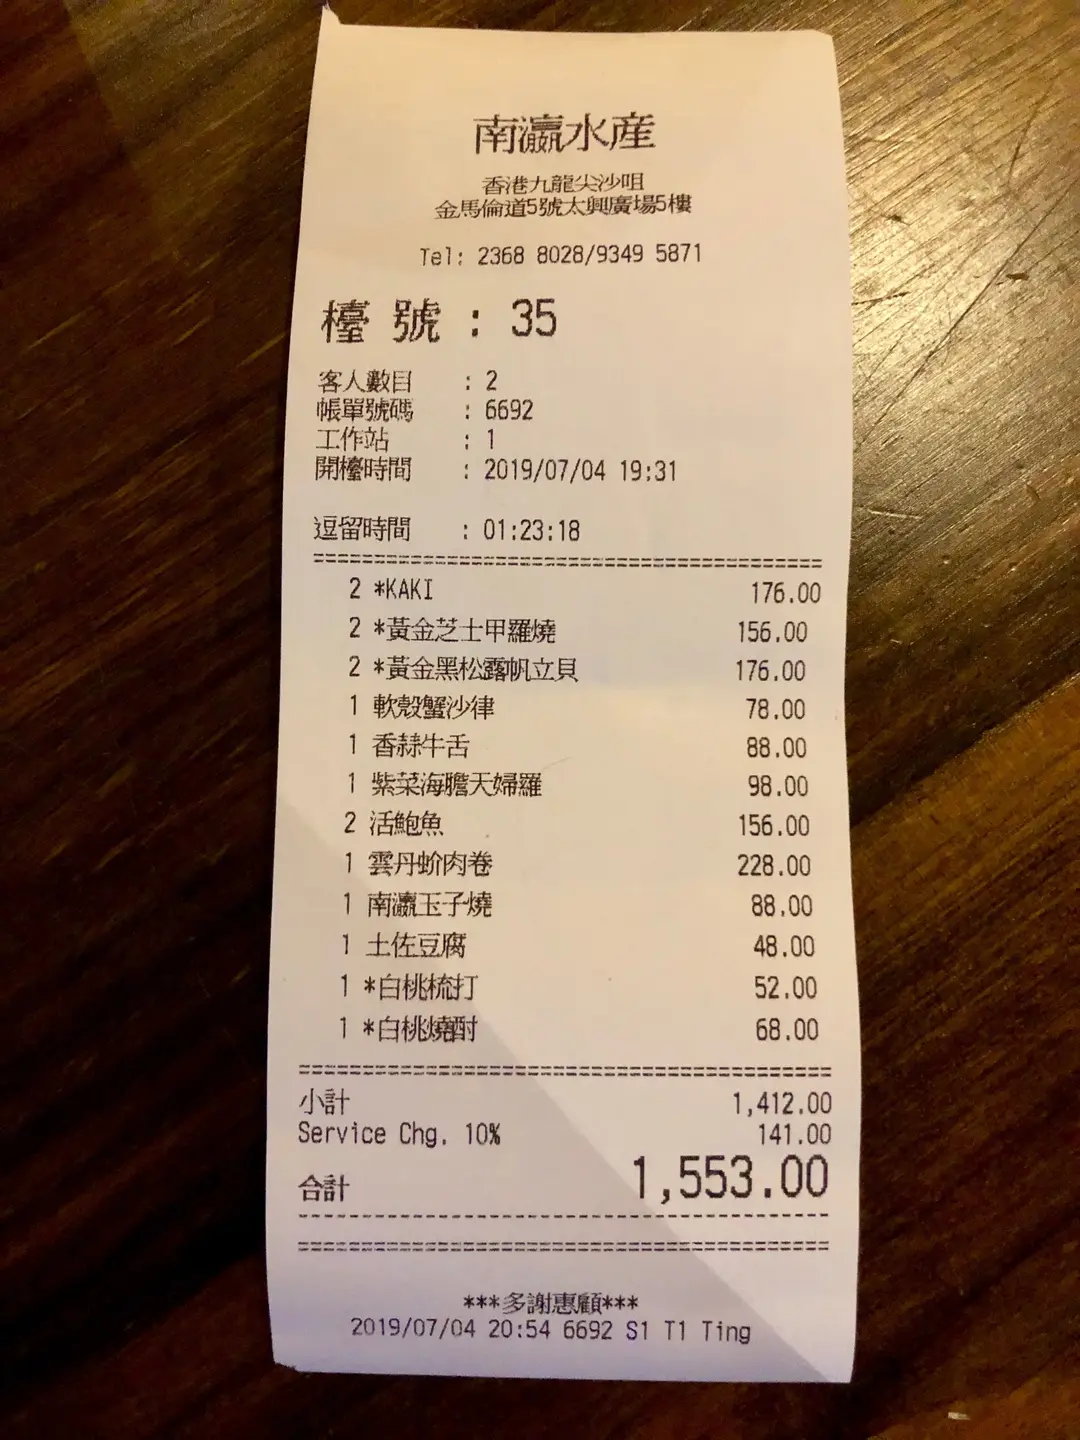 南瀛水産
香港九龍尖沙咀
金馬倫道5號太興廣場5樓
Tel: 2368 8028/9349 5871
檯 號 : 35
客人數目 : 2
帳單號碼 : 6692
工作站 : 1
開檯時間 : 2019/07/04 19:31
逗留時間 : 01:23:18
2 *KAKI 176.00
2 *黃金芝士甲羅燒 156.00
2 *黃金黑松露帆立貝 176.00
1 軟殼蟹沙律 78.00
1 香蒜牛舌 88.00
1 紫菜海膽天婦羅 98.00
2 活鮑魚 156.00
1 雲丹蚧肉卷 228.00
1 南瀛玉子燒 88.00
1 土佐豆腐 48.00
1 *白桃梳打 52.00
1 *白桃燒酎 68.00
小計 1,412.00
Service Chg. 10% 141.00
合計 1,553.00
***多謝惠顧***
2019/07/04 20:54 6692 S1 T1 Ting